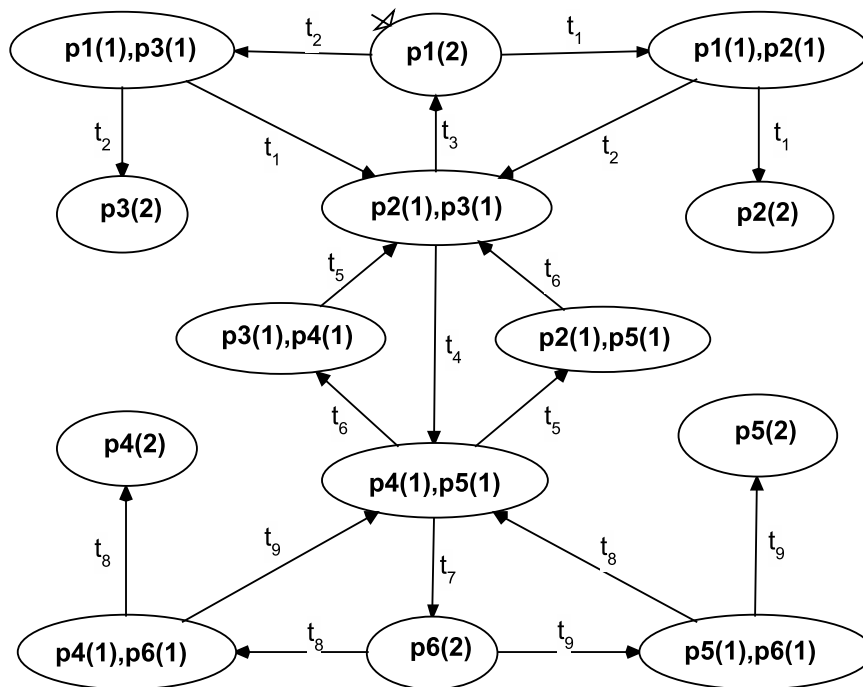 t2
t1
p1(1),p3(1)
p1(2)
p1(1),p2(1)
t2
t1
t3
t2
t1
p3(2)
p2(1),p3(1)
p2(2)
t5
t6
p3(1),p4(1)
t4
p2(1),p5(1)
t6
t5
p4(2)
p5(2)
p4(1),p5(1)
t8
t9
t7
t8
t9
p4(1),p6(1)
t8
p6(2)
t9
p5(1),p6(1)